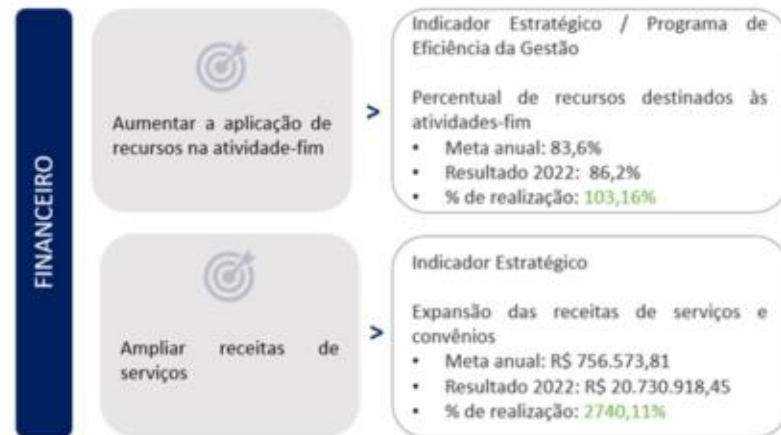 FINANCEIRO
Aumentar a aplicação de
recursos na atividade-fim
>
Indicador Estratégico / Programa de
Eficiência da Gestão
Percentual de recursos destinados às
atividades-fim
• Meta anual: 83,6%
• Resultado 2022: 86,2%
• % de realização: 103,16%
Ampliar receitas de
serviços
>
Indicador Estratégico
Expansão das receitas de serviços e
convênios
• Meta anual: R$ 756.573,81
• Resultado 2022: R$ 20.730.918,45
• % de realização: 2740,11%